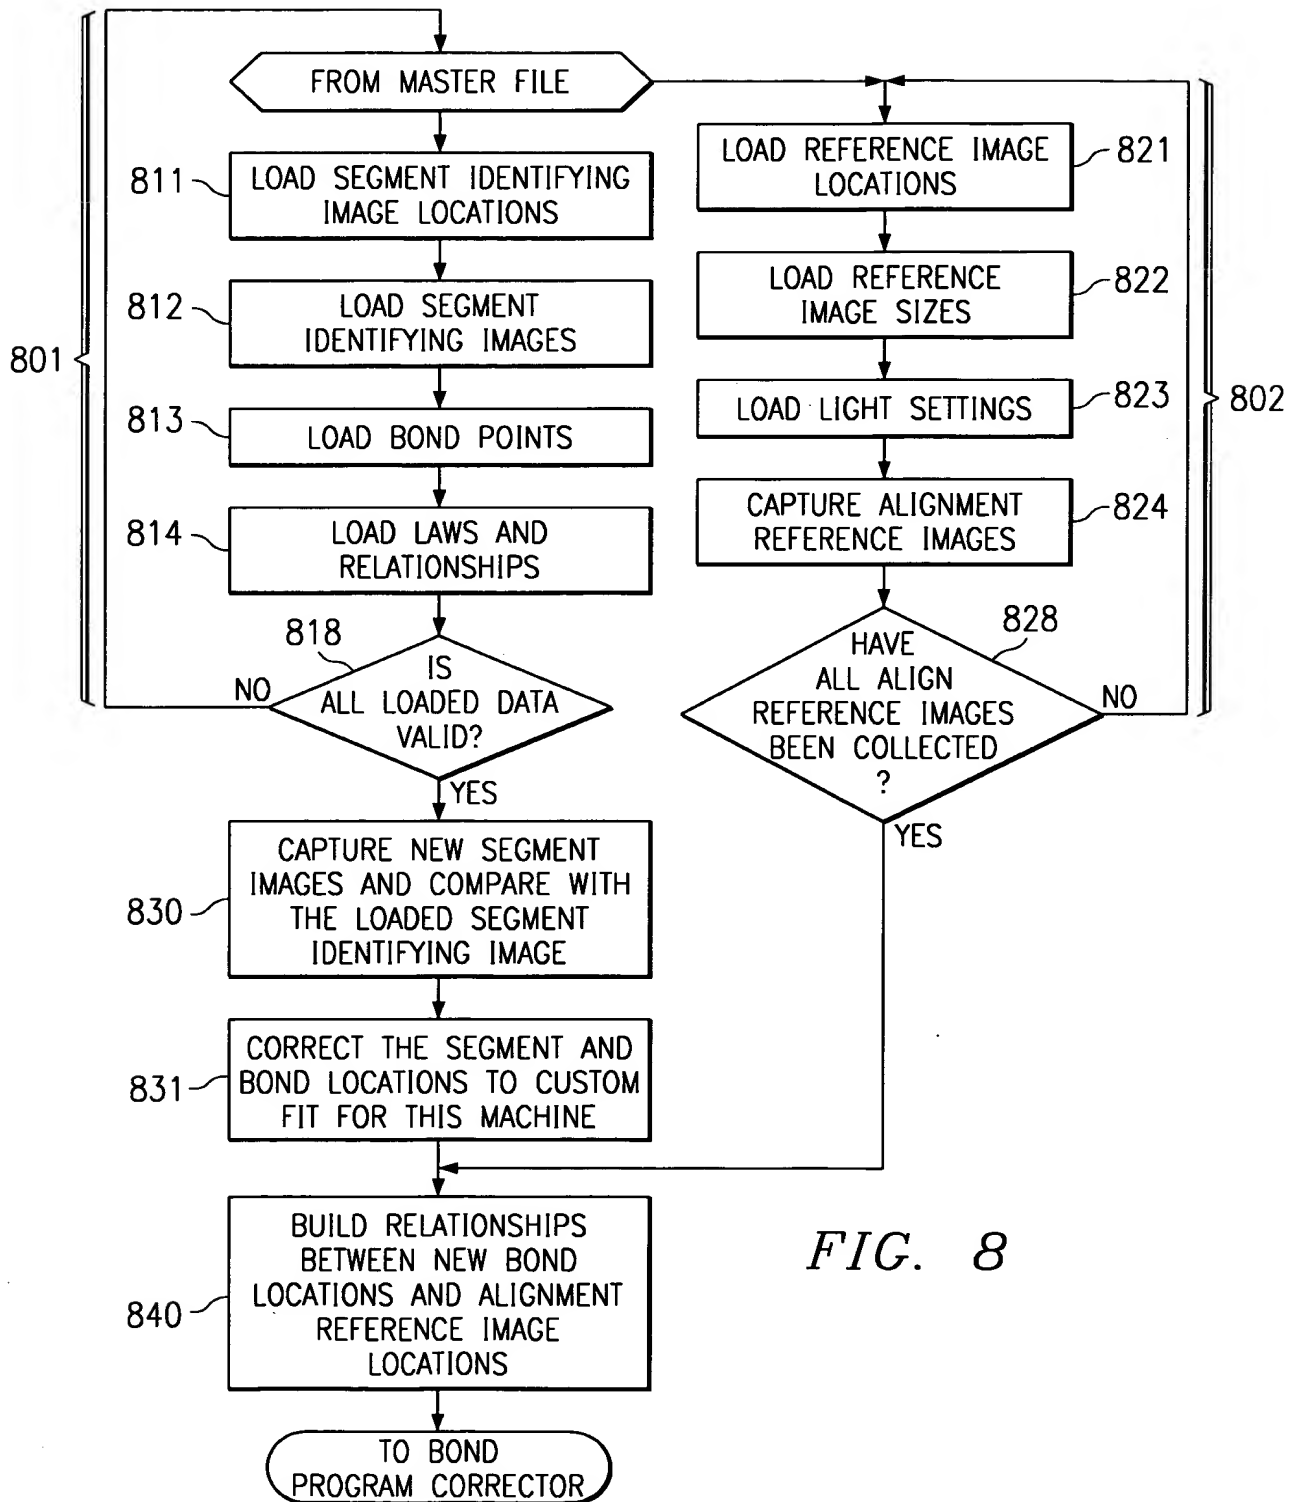 FROM MASTER FILE
811
LOAD SEGMENT IDENTIFYING
IMAGE LOCATIONS
812
LOAD SEGMENT
IDENTIFYING IMAGES
801
813
LOAD BOND POINTS
814
LOAD LAWS AND
RELATIONSHIPS
818
IS
ALL LOADED DATA
VALID?
NO
YES
830
CAPTURE NEW SEGMENT
IMAGES AND COMPARE WITH
THE LOADED SEGMENT
IDENTIFYING IMAGE
831
CORRECT THE SEGMENT AND
BOND LOCATIONS TO CUSTOM
FIT FOR THIS MACHINE
840
BUILD RELATIONSHIPS
BETWEEN NEW BOND
LOCATIONS AND ALIGNMENT
REFERENCE IMAGE
LOCATIONS
TO BOND
PROGRAM CORRECTOR
LOAD REFERENCE IMAGE
LOCATIONS
821
LOAD REFERENCE
IMAGE SIZES
822
LOAD LIGHT SETTINGS
823
802
CAPTURE ALIGNMENT
REFERENCE IMAGES
824
828
HAVE
ALL ALIGN
REFERENCE IMAGES
BEEN COLLECTED
?
NO
YES
FIG. 8